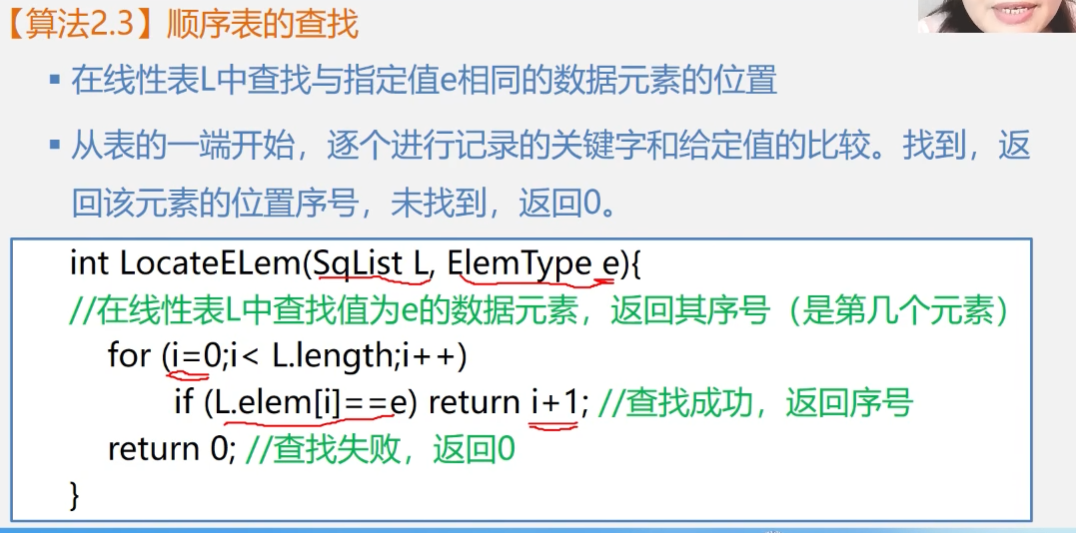 【算法2.3】顺序表的查找
▪ 在线性表L中查找与指定值e相同的数据元素的位置
▪ 从表的一端开始，逐个进行记录的关键字和给定值的比较。找到，返
回该元素的位置序号，未找到，返回0。
int LocateELem(SqList L, ElemType e){
//在线性表L中查找值为e的数据元素，返回其序号（是第几个元素）
for (i=0;i< L.length;i++)
if (L.elem[i]==e) return i+1; //查找成功，返回序号
return 0; //查找失败，返回0
}